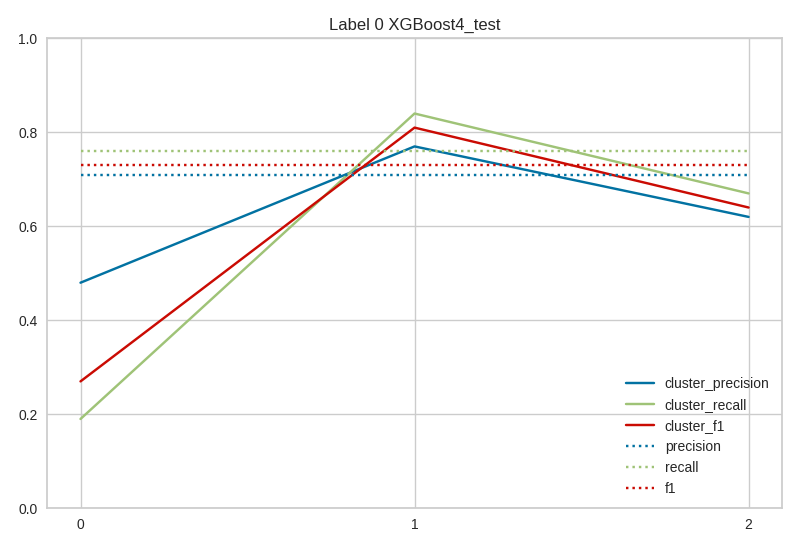 Label 0 XGBoost4_test
1.0
0.8
0.6
0.4
0.2
0.0
0
1
2
cluster_precision
cluster_recall
cluster_f1
precision
recall
f1